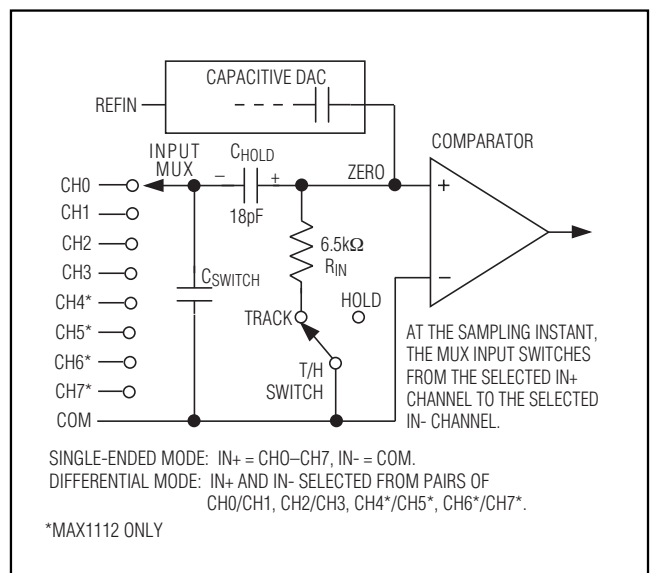 CAPACITIVE DAC
REFIN
COMPARATOR
INPUT
MUX
CHOLD
ZERO
– +
+
18pF
CH0
CH1
CH2
CH3
CH4*
CH5*
CH6*
CH7*
COM
6.5kΩ
RIN
CSWITCH
–
HOLD
TRACK
T/H
SWITCH
AT THE SAMPLING INSTANT,
THE MUX INPUT SWITCHES
FROM THE SELECTED IN+
CHANNEL TO THE SELECTED
IN- CHANNEL.
SINGLE-ENDED MODE: IN+ = CHO–CH7, IN- = COM.
DIFFERENTIAL MODE: IN+ AND IN- SELECTED FROM PAIRS OF
CH0/CH1, CH2/CH3, CH4*/CH5*, CH6*/CH7*.
*MAX1112 ONLY